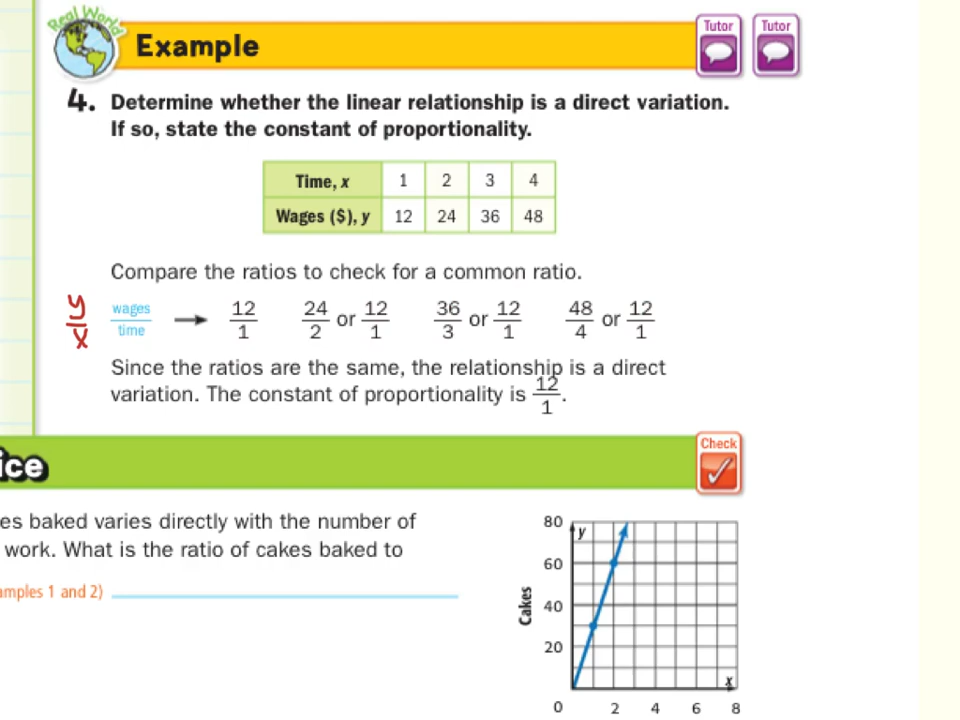 Real World
Example
Tutor
Tutor
4. Determine whether the linear relationship is a direct variation.
If so, state the constant of proportionality.
Time, x 1 2 3 4
Wages ($), y 12 24 36 48
Compare the ratios to check for a common ratio.
y/x wages/time → 12/1 24/2 or 12/1 36/3 or 12/1 48/4 or 12/1
Since the ratios are the same, the relationship is a direct
variation. The constant of proportionality is 12/1.
ice
Check
es baked varies directly with the number of
work. What is the ratio of cakes baked to
amples 1 and 2)
Cakes
y
80
60
40
20
x
0 2 4 6 8